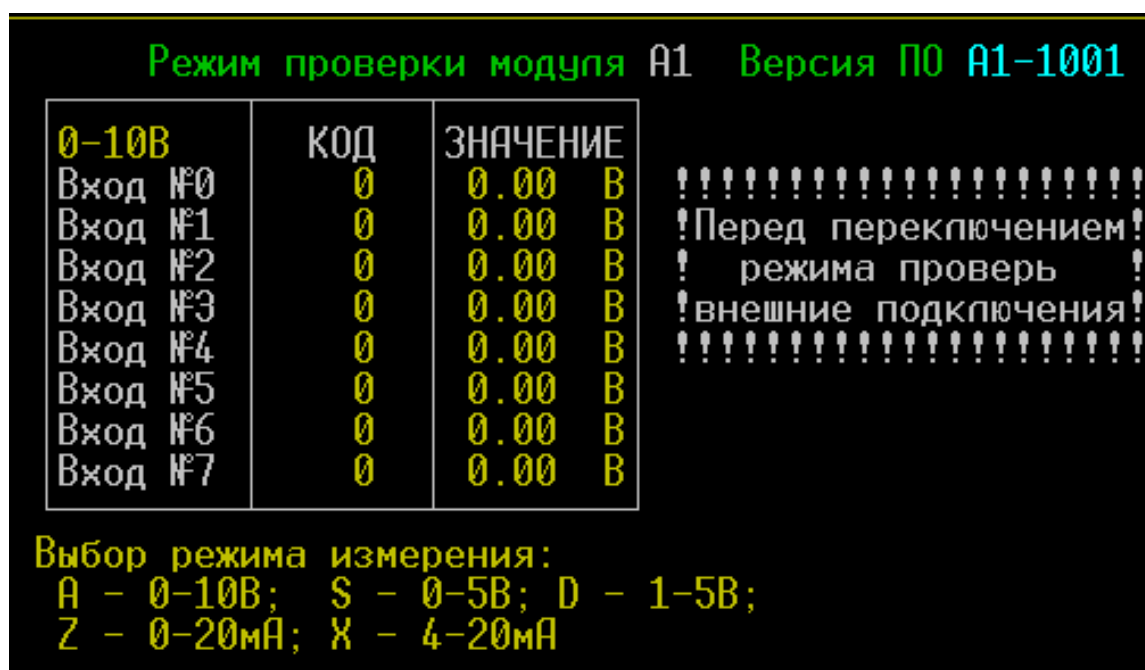 Режим проверки модуля А1 Версия ПО А1-1001
0-10В КОД ЗНАЧЕНИЕ
Вход №0 0 0.00 В !!!!!!!!!!!!!!!!!!!!!
Вход №1 0 0.00 В !Перед переключением!
Вход №2 0 0.00 В ! режима проверь !
Вход №3 0 0.00 В !внешние подключения!
Вход №4 0 0.00 В !!!!!!!!!!!!!!!!!!!!!
Вход №5 0 0.00 В
Вход №6 0 0.00 В
Вход №7 0 0.00 В
Выбор режима измерения:
A - 0-10В; S - 0-5В; D - 1-5В;
Z - 0-20мА; X - 4-20мА